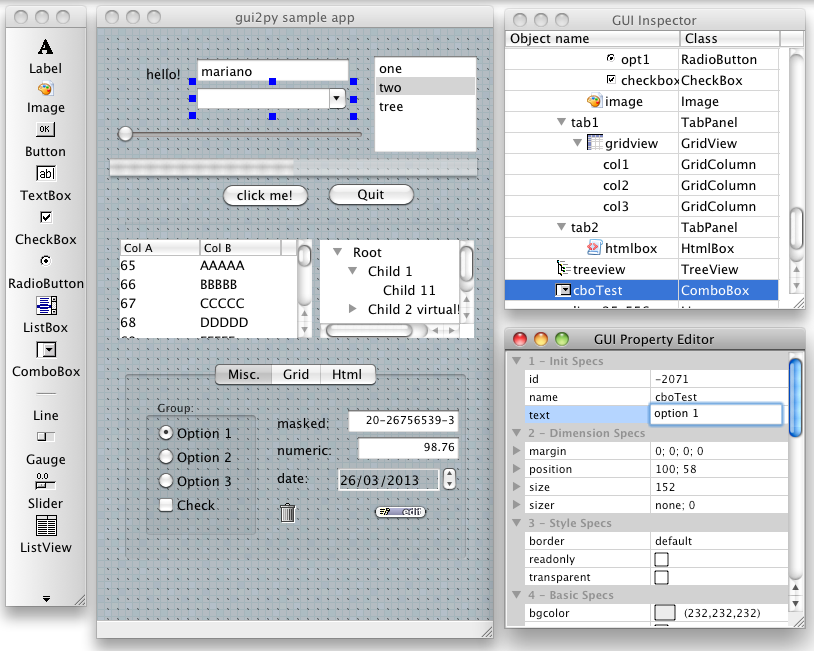 Label
Image
OK
Button
ab
TextBox
CheckBox
RadioButton
ListBox
ComboBox
Line
Gauge
0.0
Slider
ListView
gui2py sample app
hello!
mariano
one
two
tree
click me!
Quit
Col A Col B
65 AAAAA
66 BBBBB
67 CCCCC
68 DDDDD
Root
Child 1
Child 11
Child 2 virtual!
Misc. Grid Html
Group:
Option 1
Option 2
Option 3
Check
masked: 20-26756539-3
numeric: 98.76
date: 26/03/2013
edit
GUI Inspector
Object name Class
opt1 RadioButton
checkbox CheckBox
image Image
tab1 TabPanel
gridview GridView
col1 GridColumn
col2 GridColumn
col3 GridColumn
tab2 TabPanel
htmlbox HtmlBox
treeview TreeView
cboTest ComboBox
GUI Property Editor
1 - Init Specs
id -2071
name cboTest
text option 1
2 - Dimension Specs
margin 0; 0; 0; 0
position 100; 58
size 152
sizer none; 0
3 - Style Specs
border default
readonly
transparent
4 - Basic Specs
bgcolor (232,232,232)